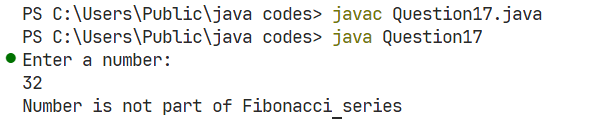 PS C:\Users\Public\java codes> javac Question17.java
PS C:\Users\Public\java codes> java Question17
Enter a number:
32
Number is not part of Fibonacci series